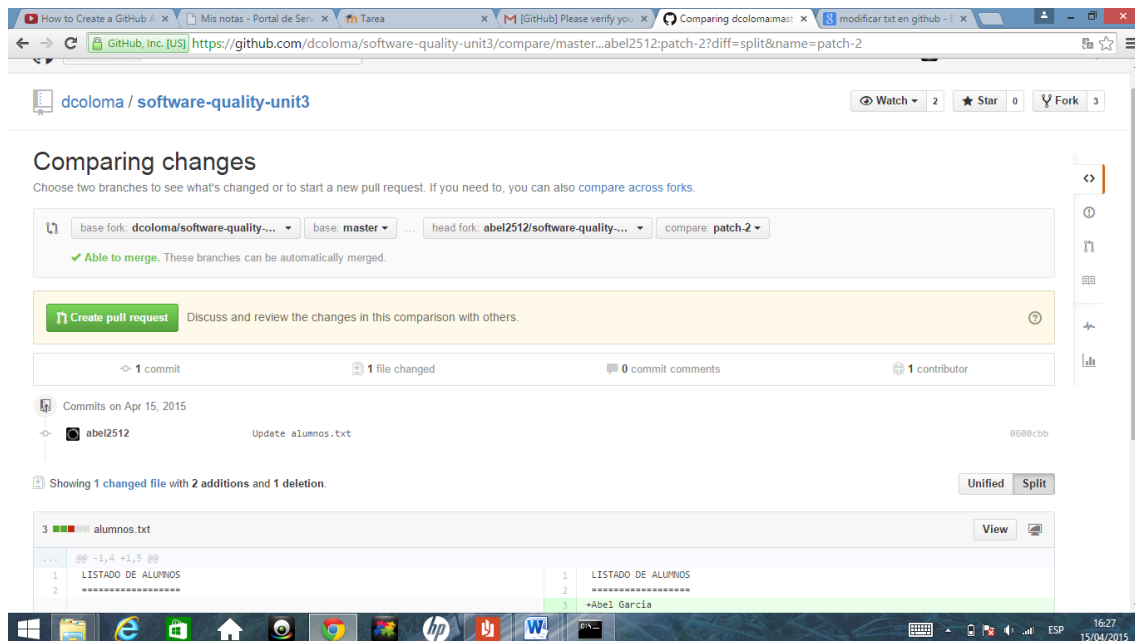 How to Create a GitHub A
Mis notas - Portal de Serv
Tarea
[GitHub] Please verify you
Comparing dcoloma:mast
modificar txt en github - B
GitHub, Inc. [US] https://github.com/dcoloma/software-quality-unit3/compare/master...abel2512:patch-2?diff=split&name=patch-2
dcoloma / software-quality-unit3
Watch 2 Star 0 Fork 3
Comparing changes
Choose two branches to see what's changed or to start a new pull request. If you need to, you can also compare across forks.
base fork: dcoloma/software-quality-... base: master ... head fork: abel2512/software-quality-... compare: patch-2
Able to merge. These branches can be automatically merged.
Create pull request Discuss and review the changes in this comparison with others.
1 commit 1 file changed 0 commit comments 1 contributor
Commits on Apr 15, 2015
abel2512 Update alumnos.txt 0600cbb
Showing 1 changed file with 2 additions and 1 deletion. Unified Split
3 alumnos.txt View
... @@ -1,4 +1,5 @@
1 LISTADO DE ALUMNOS 1 LISTADO DE ALUMNOS
2 ================== 2 ==================
3 +Abel Garcia
hp
W
ESP
16:27
15/04/2015